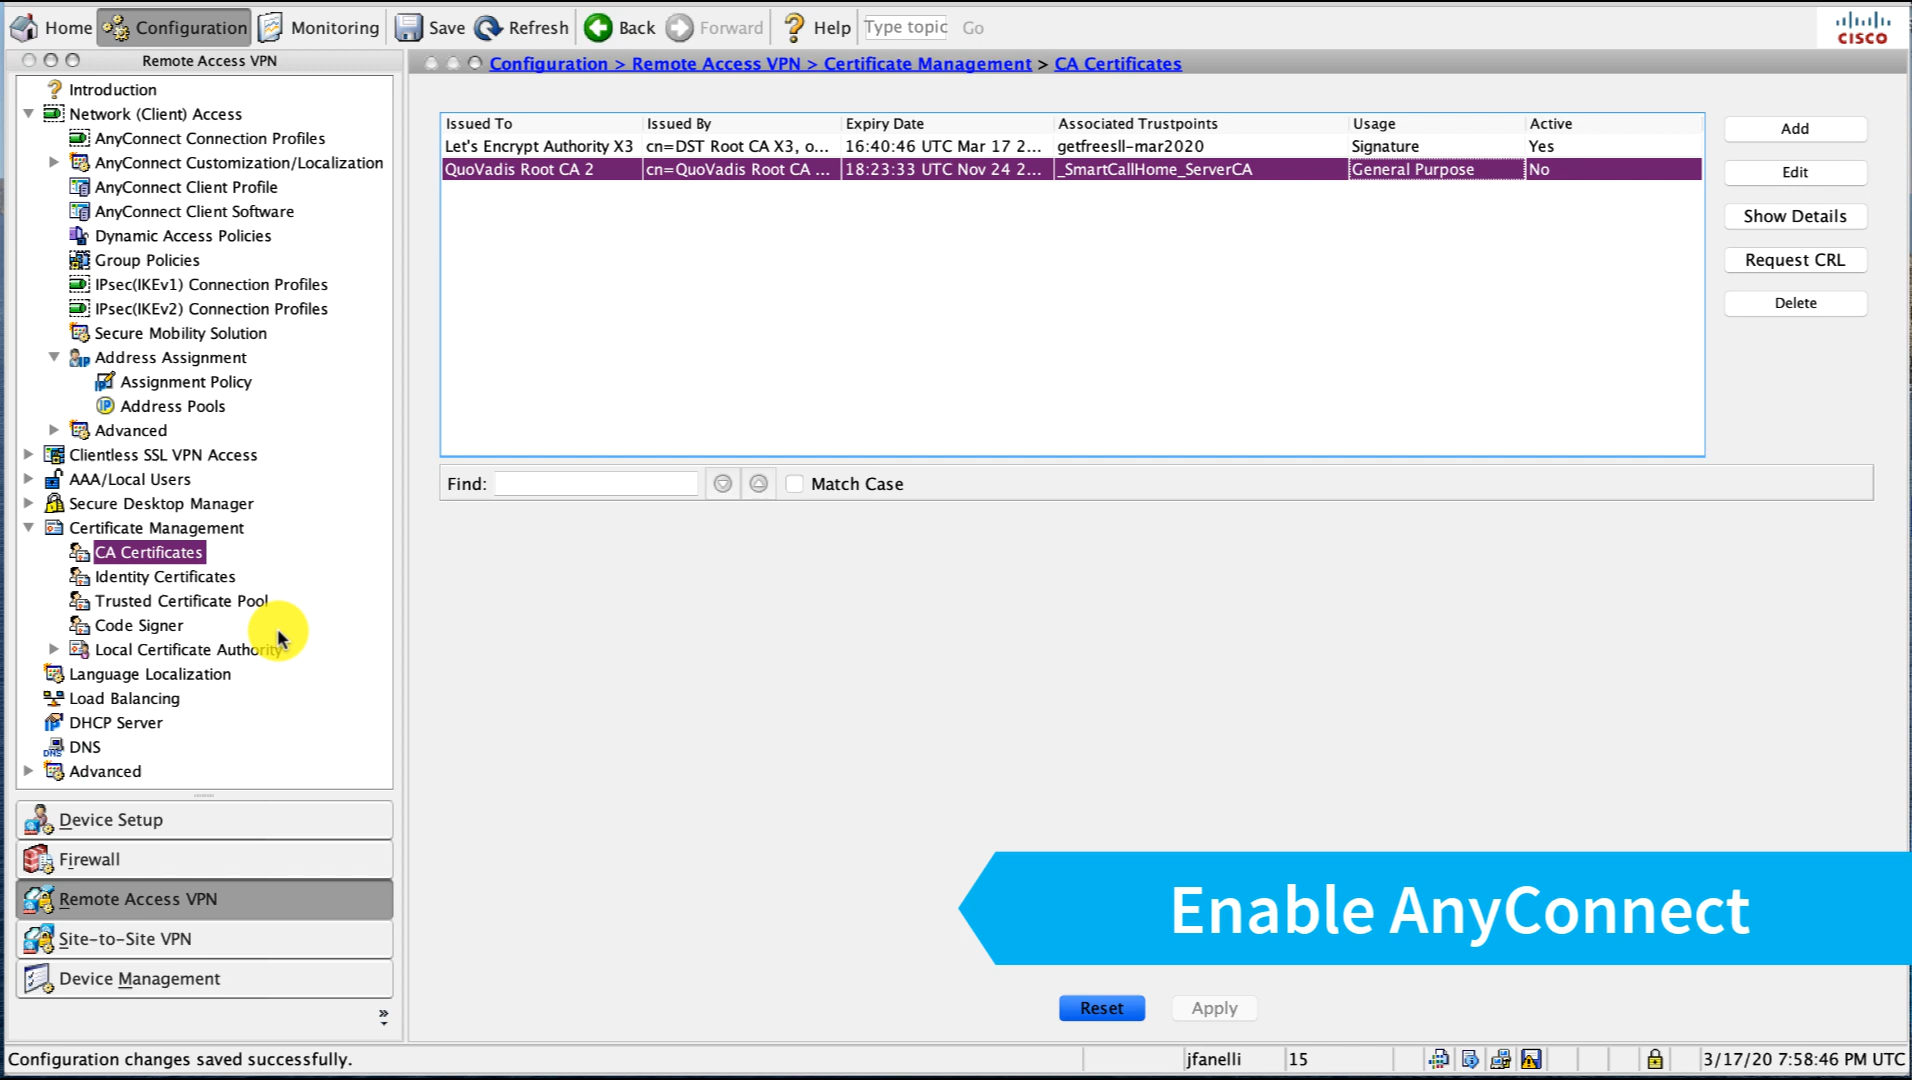 Home Configuration Monitoring Save Refresh Back Forward Help Type topic Go
CISCO
Remote Access VPN
Configuration > Remote Access VPN > Certificate Management > CA Certificates
Introduction
Network (Client) Access
AnyConnect Connection Profiles
AnyConnect Customization/Localization
AnyConnect Client Profile
AnyConnect Client Software
Dynamic Access Policies
Group Policies
IPsec(IKEv1) Connection Profiles
IPsec(IKEv2) Connection Profiles
Secure Mobility Solution
Address Assignment
Assignment Policy
Address Pools
Advanced
Clientless SSL VPN Access
AAA/Local Users
Secure Desktop Manager
Certificate Management
CA Certificates
Identity Certificates
Trusted Certificate Pool
Code Signer
Local Certificate Authority
Language Localization
Load Balancing
DHCP Server
DNS
Advanced
Device Setup
Firewall
Remote Access VPN
Site-to-Site VPN
Device Management
»
Issued To Issued By Expiry Date Associated Trustpoints Usage Active
Let's Encrypt Authority X3 cn=DST Root CA X3, o... 16:40:46 UTC Mar 17 2... getfreesll-mar2020 Signature Yes
QuoVadis Root CA 2 cn=QuoVadis Root CA ... 18:23:33 UTC Nov 24 2... _SmartCallHome_ServerCA General Purpose No
Add
Edit
Show Details
Request CRL
Delete
Find: Match Case
Enable AnyConnect
Reset Apply
Configuration changes saved successfully. jfanelli 15 3/17/20 7:58:46 PM UTC